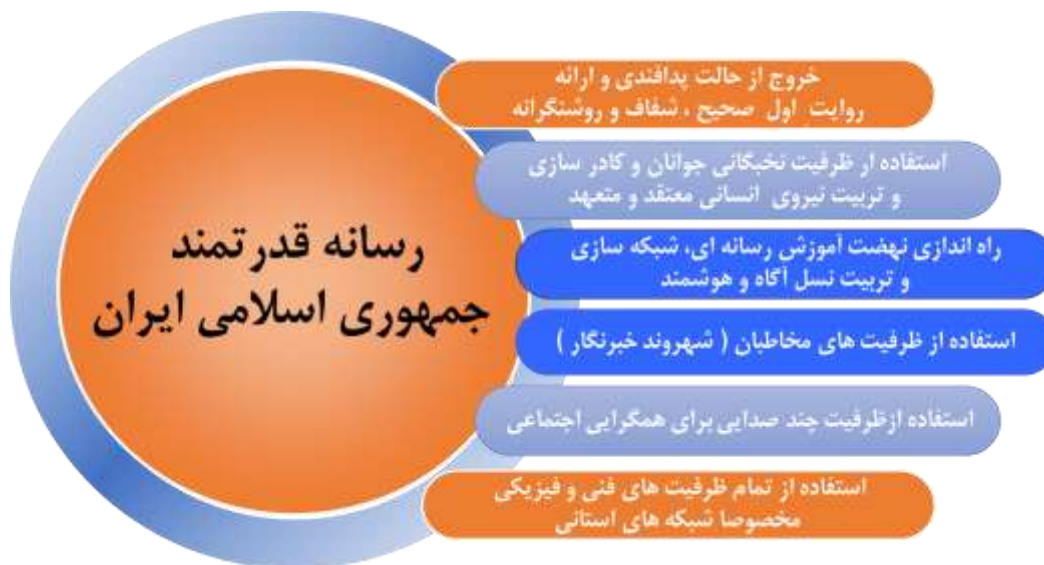 رسانه قدرتمند
جمهوری اسلامی ایران
خروج از حالت پدافندی و ارائه
روایت اول صحیح ، شفاف و روشنگرانه
استفاده ار ظرفیت نخبگانی جوانان و کادر سازی
و تربیت نیروی انسانی معتقد و متعهد
راه اندازی نهضت آموزش رسانه ای، شبکه سازی
و تربیت نسل آگاه و هوشمند
استفاده از ظرفیت های مخاطبان ( شهروند خبرنگار )
استفاده ازظرفیت چند صدایی برای همگرایی اجتماعی
استفاده از تمام ظرفیت های فنی و فیزیکی
مخصوصا شبکه های استانی